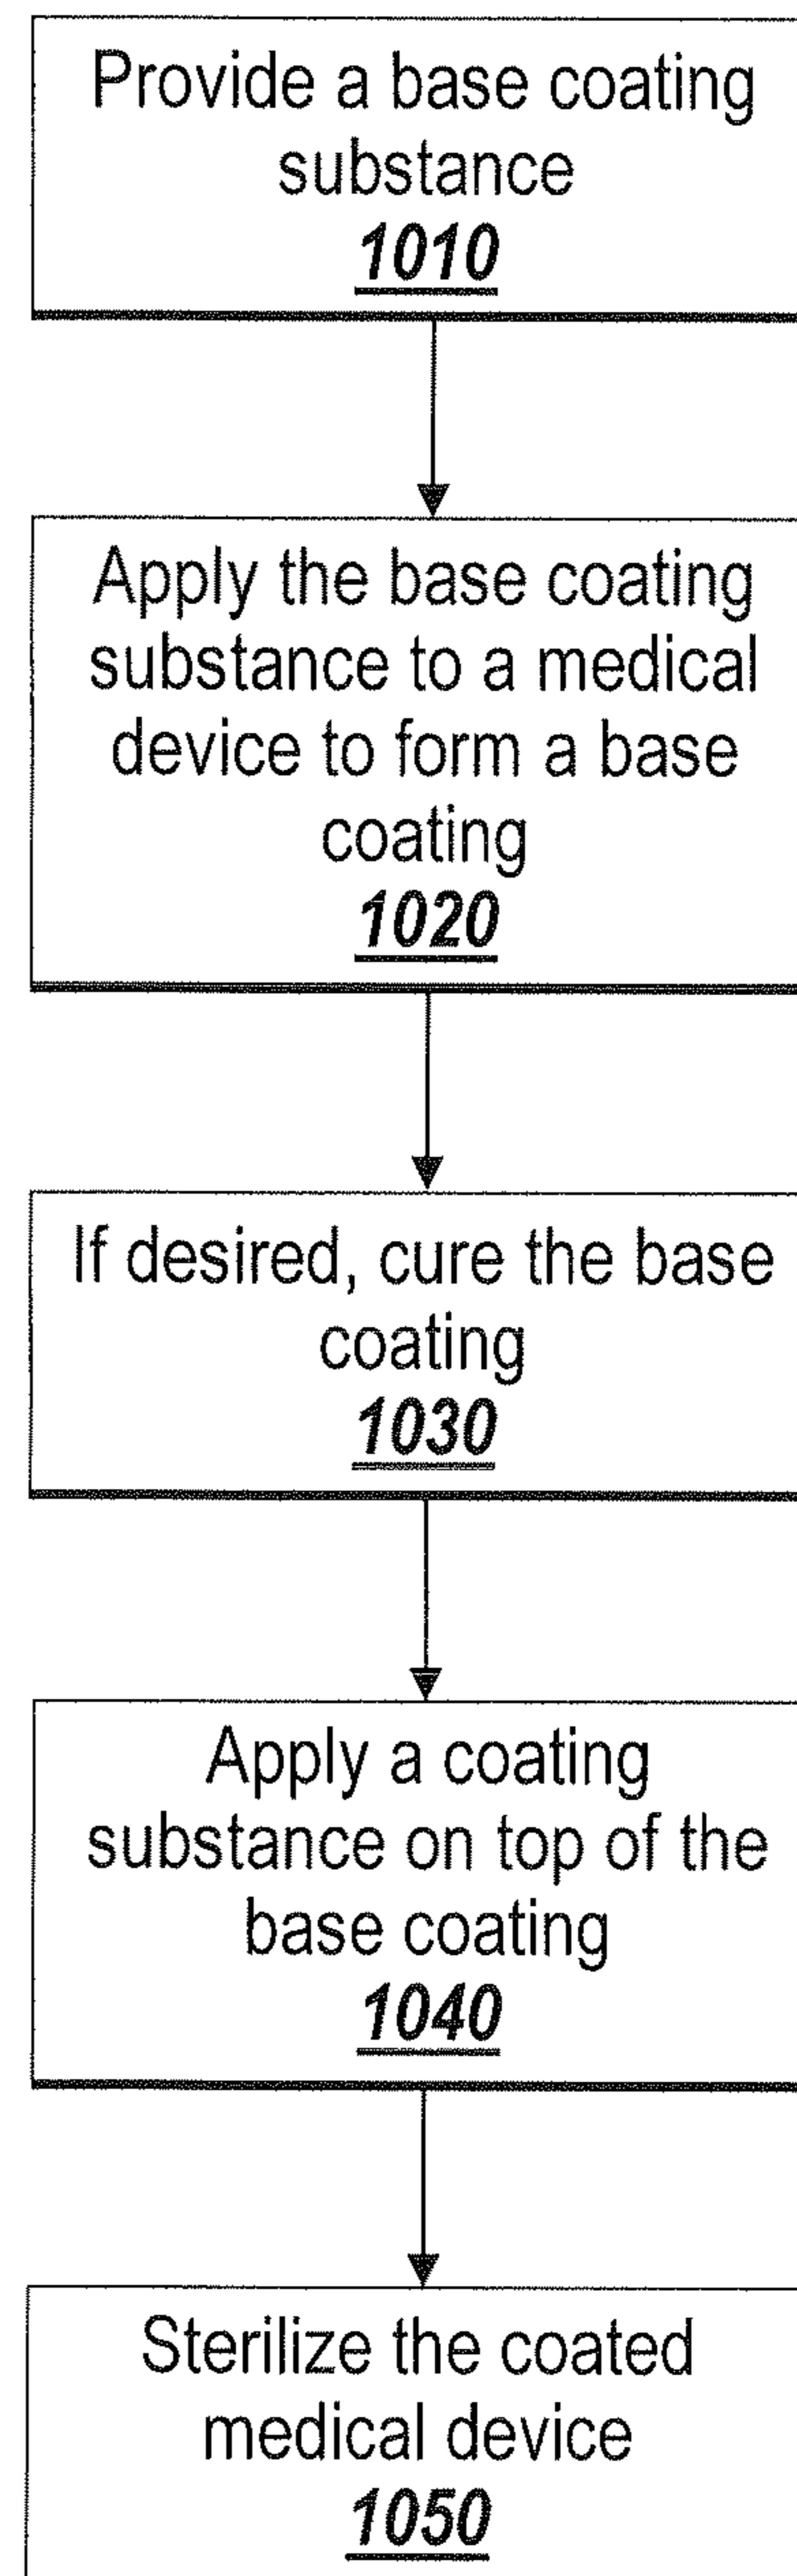 Provide a base coating
substance
1010
Apply the base coating
substance to a medical
device to form a base
coating
1020
If desired, cure the base
coating
1030
Apply a coating
substance on top of the
base coating
1040
Sterilize the coated
medical device
1050